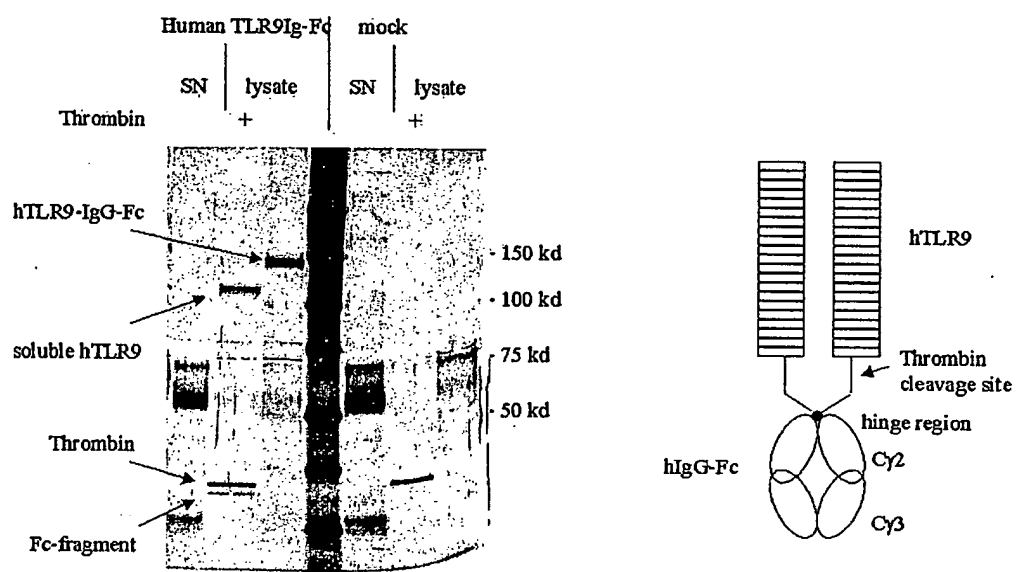 Human TLR9Ig-Fc mock
SN lysate SN lysate
Thrombin + +
hTLR9-IgG-Fc
soluble hTLR9
Thrombin
Fc-fragment
- 150 kd
- 100 kd
- 75 kd
- 50 kd
hTLR9
Thrombin
cleavage site
hinge region
hIgG-Fc
Cγ2
Cγ3